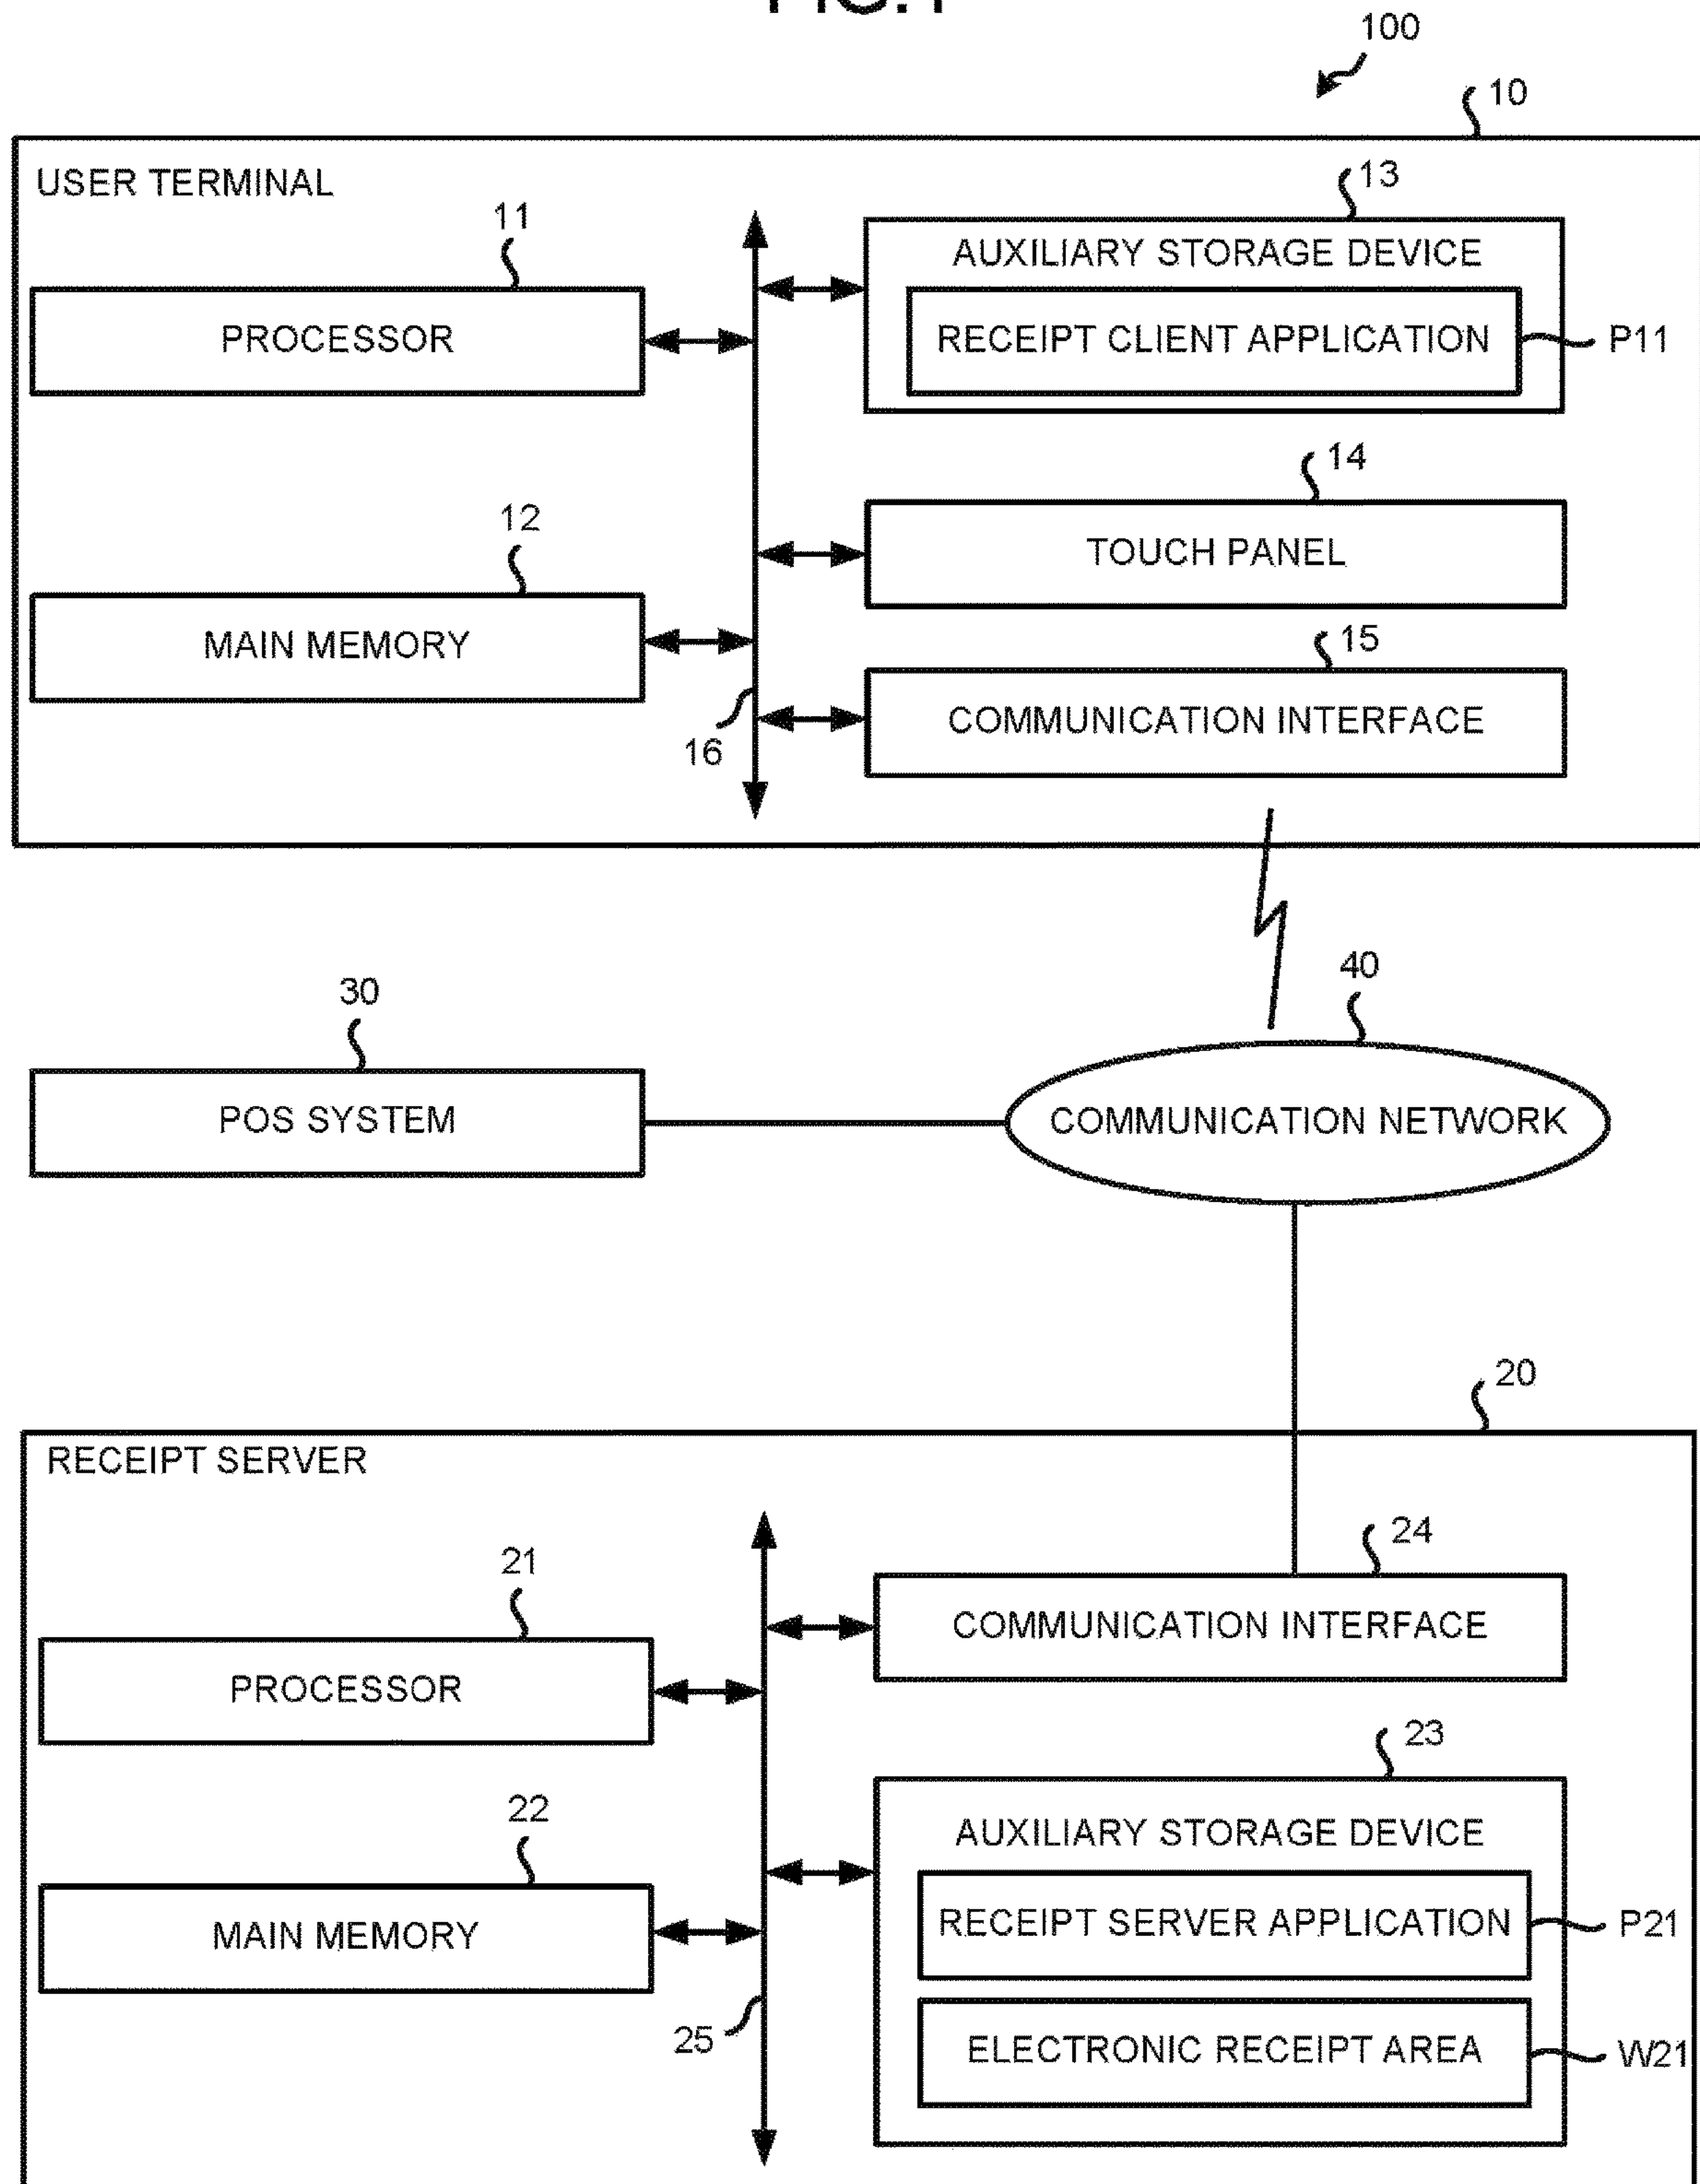 FIG.1
100
10
USER TERMINAL
13
11
AUXILIARY STORAGE DEVICE
PROCESSOR
RECEIPT CLIENT APPLICATION
P11
14
12
TOUCH PANEL
MAIN MEMORY
15
16
COMMUNICATION INTERFACE
40
30
POS SYSTEM
COMMUNICATION NETWORK
20
RECEIPT SERVER
24
21
COMMUNICATION INTERFACE
PROCESSOR
23
22
AUXILIARY STORAGE DEVICE
MAIN MEMORY
RECEIPT SERVER APPLICATION
P21
25
ELECTRONIC RECEIPT AREA
W21